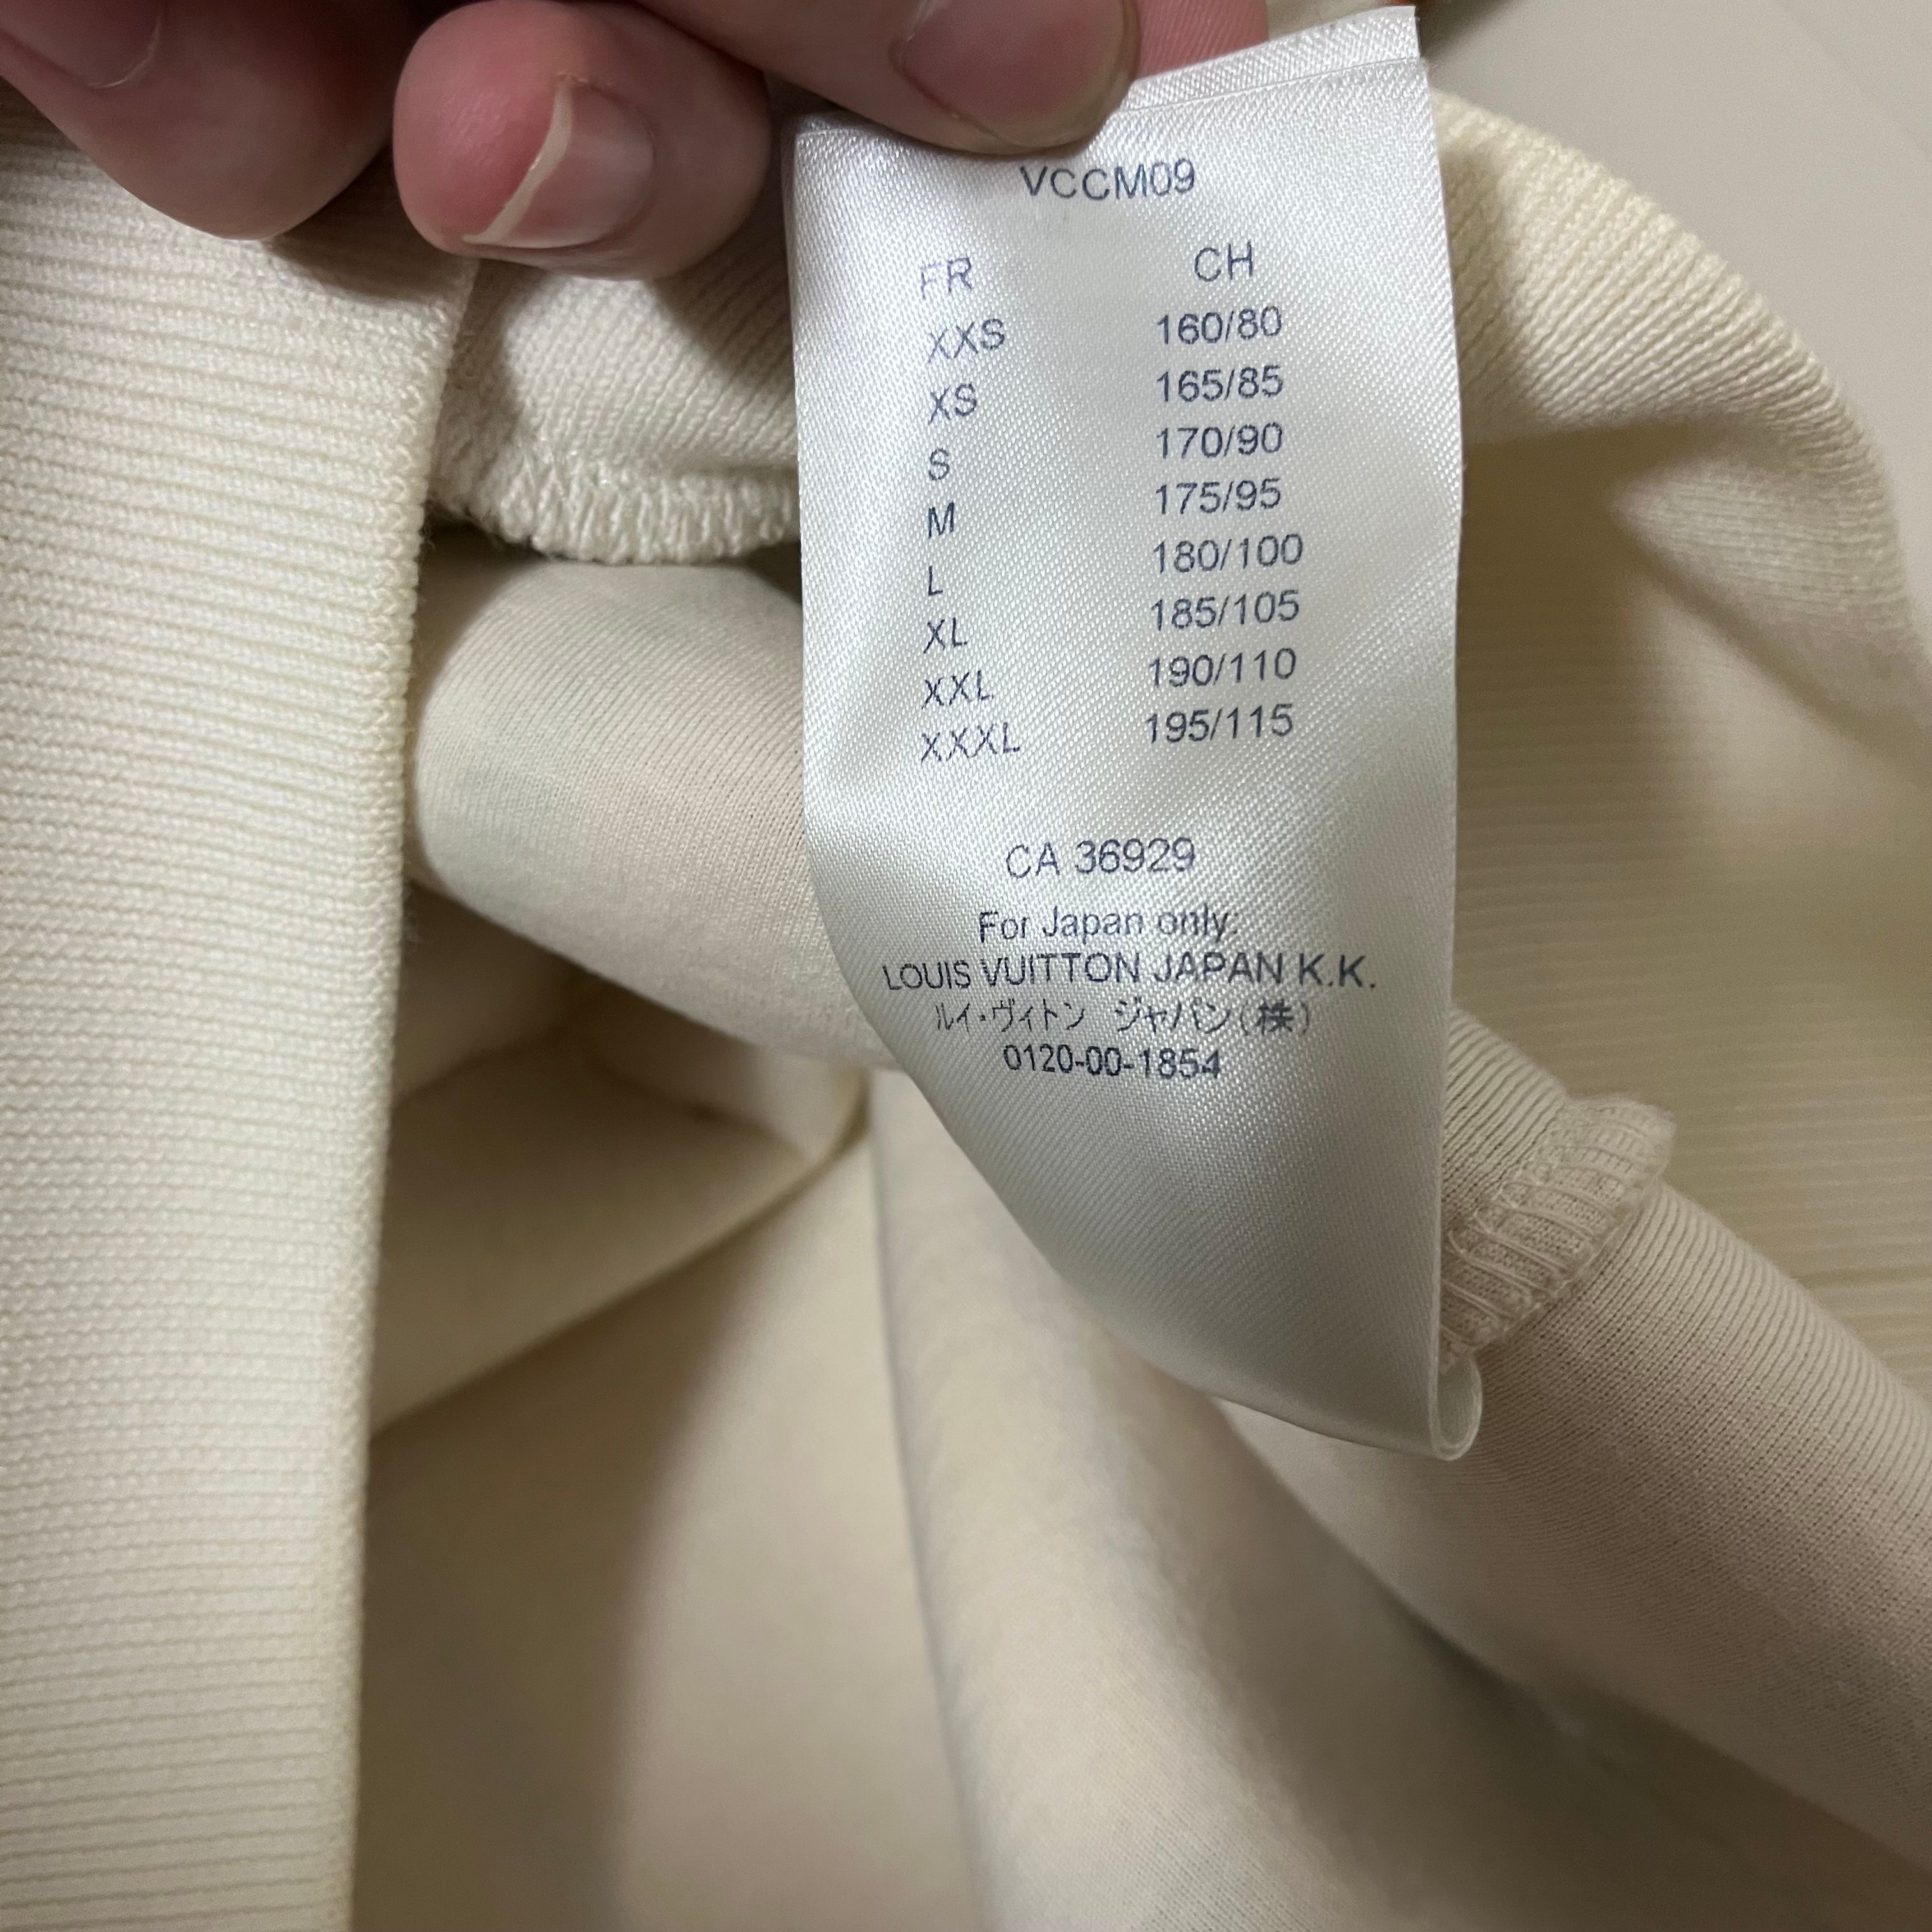 VCCM09
FR CH
XXS 160/80
XS 165/85
S 170/90
M 175/95
L 180/100
XL 185/105
XXL 190/110
XXXL 195/115
CA 36929
For Japan only:
LOUIS VUITTON JAPAN K.K.
ルイ・ヴィトン ジャパン(株)
0120-00-1854